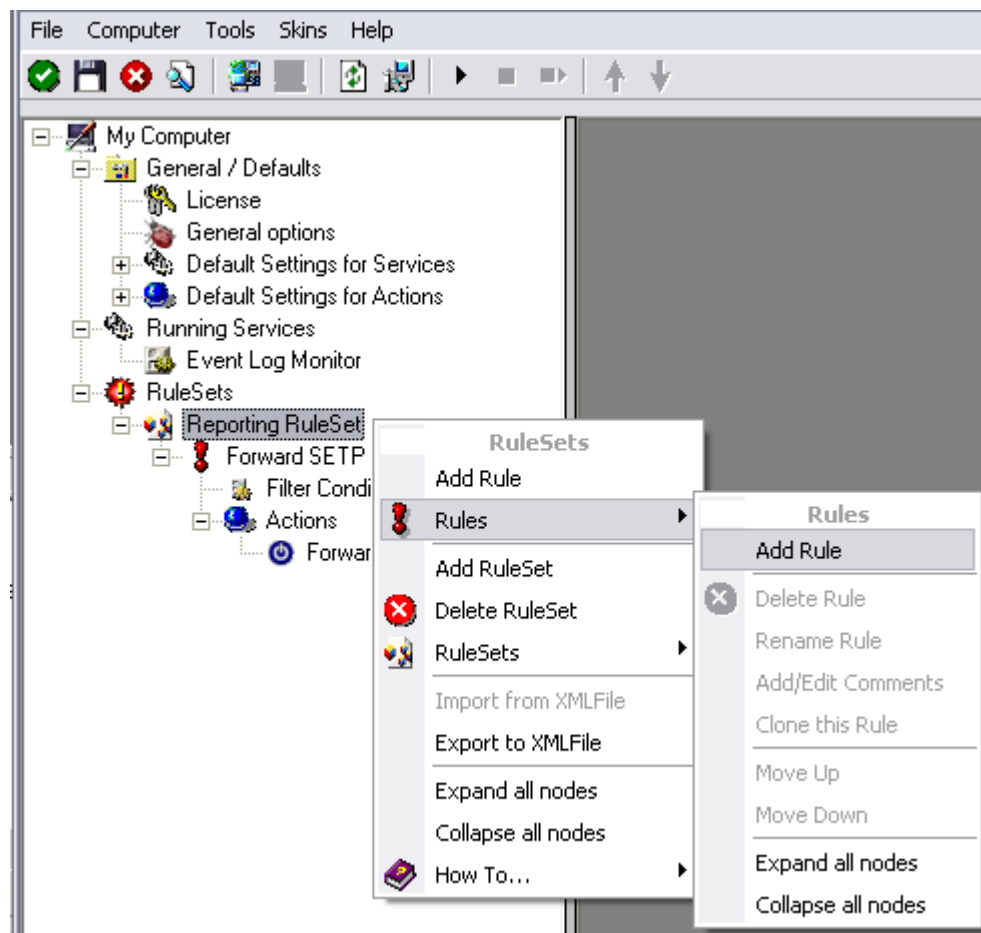 File Computer Tools Skins Help
My Computer
General / Defaults
License
General options
Default Settings for Services
Default Settings for Actions
Running Services
Event Log Monitor
RuleSets
Reporting RuleSet
Forward SETP
Filter Condi
Actions
Forwar
RuleSets
Add Rule
Rules
Add RuleSet
Delete RuleSet
RuleSets
Import from XMLFile
Export to XMLFile
Expand all nodes
Collapse all nodes
How To...
Rules
Add Rule
Delete Rule
Rename Rule
Add/Edit Comments
Clone this Rule
Move Up
Move Down
Expand all nodes
Collapse all nodes